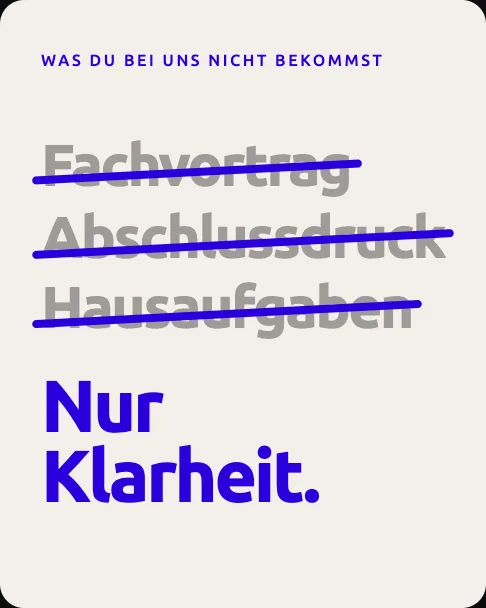 WAS DU BEI UNS NICHT BEKOMMST
Fachvortrag
Abschlussdruck
Hausaufgaben
Nur
Klarheit.